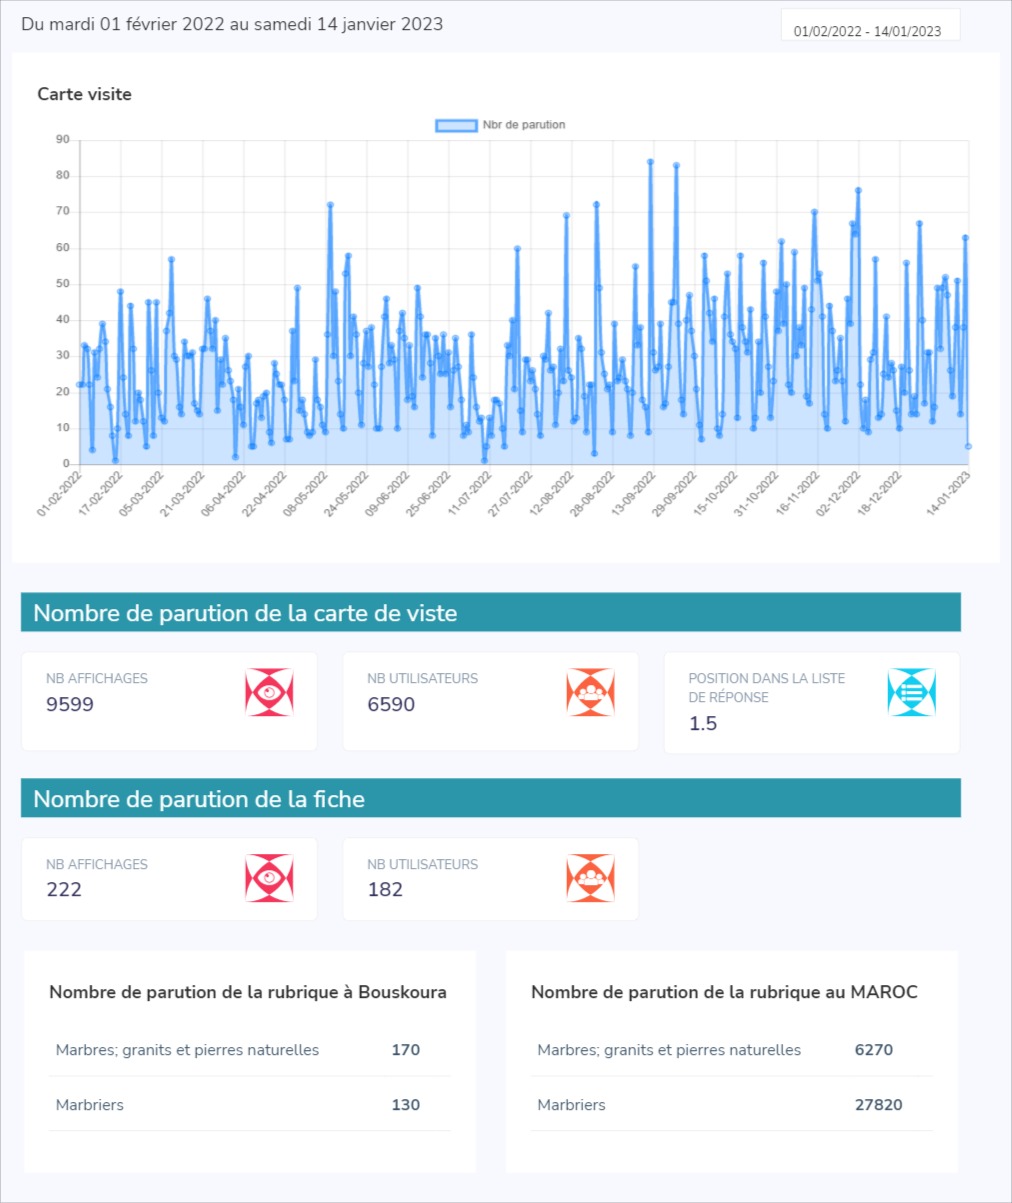 Du mardi 01 février 2022 au samedi 14 janvier 2023
01/02/2022 - 14/01/2023
Carte visite
Nbr de parution
90
80
70
60
50
40
30
20
10
0
01-02-2022
17-02-2022
05-03-2022
21-03-2022
06-04-2022
22-04-2022
08-05-2022
24-05-2022
09-06-2022
25-06-2022
11-07-2022
27-07-2022
12-08-2022
28-08-2022
13-09-2022
29-09-2022
15-10-2022
31-10-2022
16-11-2022
02-12-2022
18-12-2022
14-01-2023
Nombre de parution de la carte de viste
NB AFFICHAGES
9599
NB UTILISATEURS
6590
POSITION DANS LA LISTE
DE RÉPONSE
1.5
Nombre de parution de la fiche
NB AFFICHAGES
222
NB UTILISATEURS
182
Nombre de parution de la rubrique à Bouskoura
Marbres; granits et pierres naturelles 170
Marbriers 130
Nombre de parution de la rubrique au MAROC
Marbres; granits et pierres naturelles 6270
Marbriers 27820